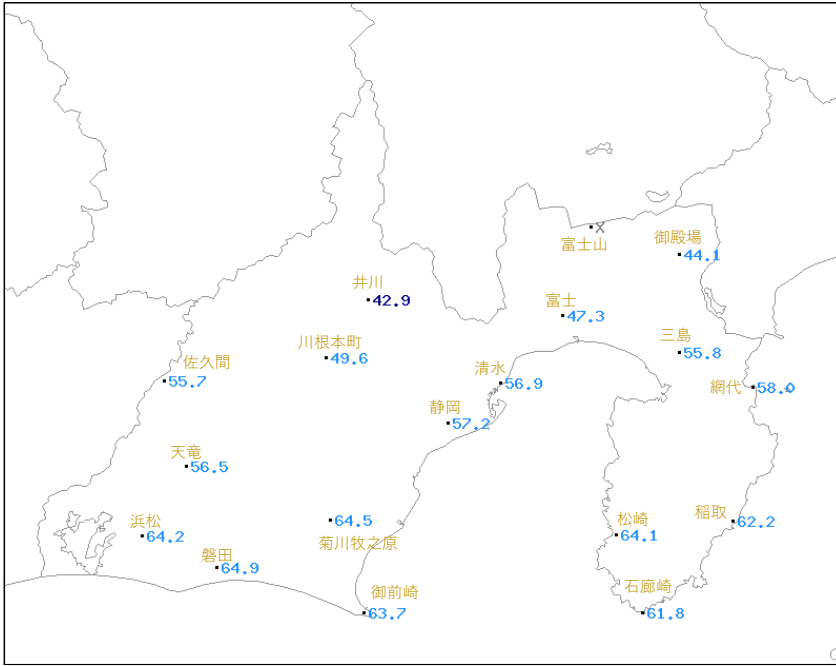 富士山
X
御殿場
44.1
井川
42.9
富士
47.3
川根本町
49.6
三島
55.8
佐久間
55.7
清水
56.9
網代
58.0
静岡
57.2
天竜
56.5
浜松
64.2
64.5
菊川牧之原
松崎
64.1
稲取
62.2
磐田
64.9
御前崎
63.7
石廊崎
61.8